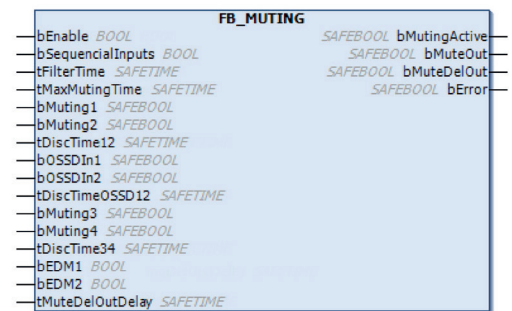 FB_MUTING
bEnable BOOL SAFEBOOL bMutingActive
bSequencialInputs BOOL SAFEBOOL bMuteOut
tFilterTime SAFETIME SAFEBOOL bMuteDelOut
tMaxMutingTime SAFETIME SAFEBOOL bError
bMuting1 SAFEBOOL
bMuting2 SAFEBOOL
tDiscTime12 SAFETIME
bOSSDIn1 SAFEBOOL
bOSSDIn2 SAFEBOOL
tDiscTimeOSSD12 SAFETIME
bMuting3 SAFEBOOL
bMuting4 SAFEBOOL
tDiscTime34 SAFETIME
bEDM1 BOOL
bEDM2 BOOL
tMuteDelOutDelay SAFETIME